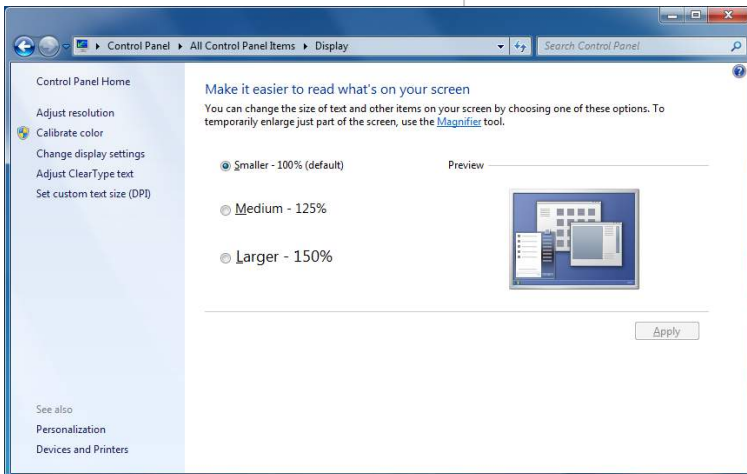 Control Panel All Control Panel Items Display
Search Control Panel
Control Panel Home
Adjust resolution
Calibrate color
Change display settings
Adjust ClearType text
Set custom text size (DPI)
See also
Personalization
Devices and Printers
Make it easier to read what's on your screen
You can change the size of text and other items on your screen by choosing one of these options. To
temporarily enlarge just part of the screen, use the Magnifier tool.
Smaller - 100% (default)
Medium - 125%
Larger - 150%
Preview
Apply